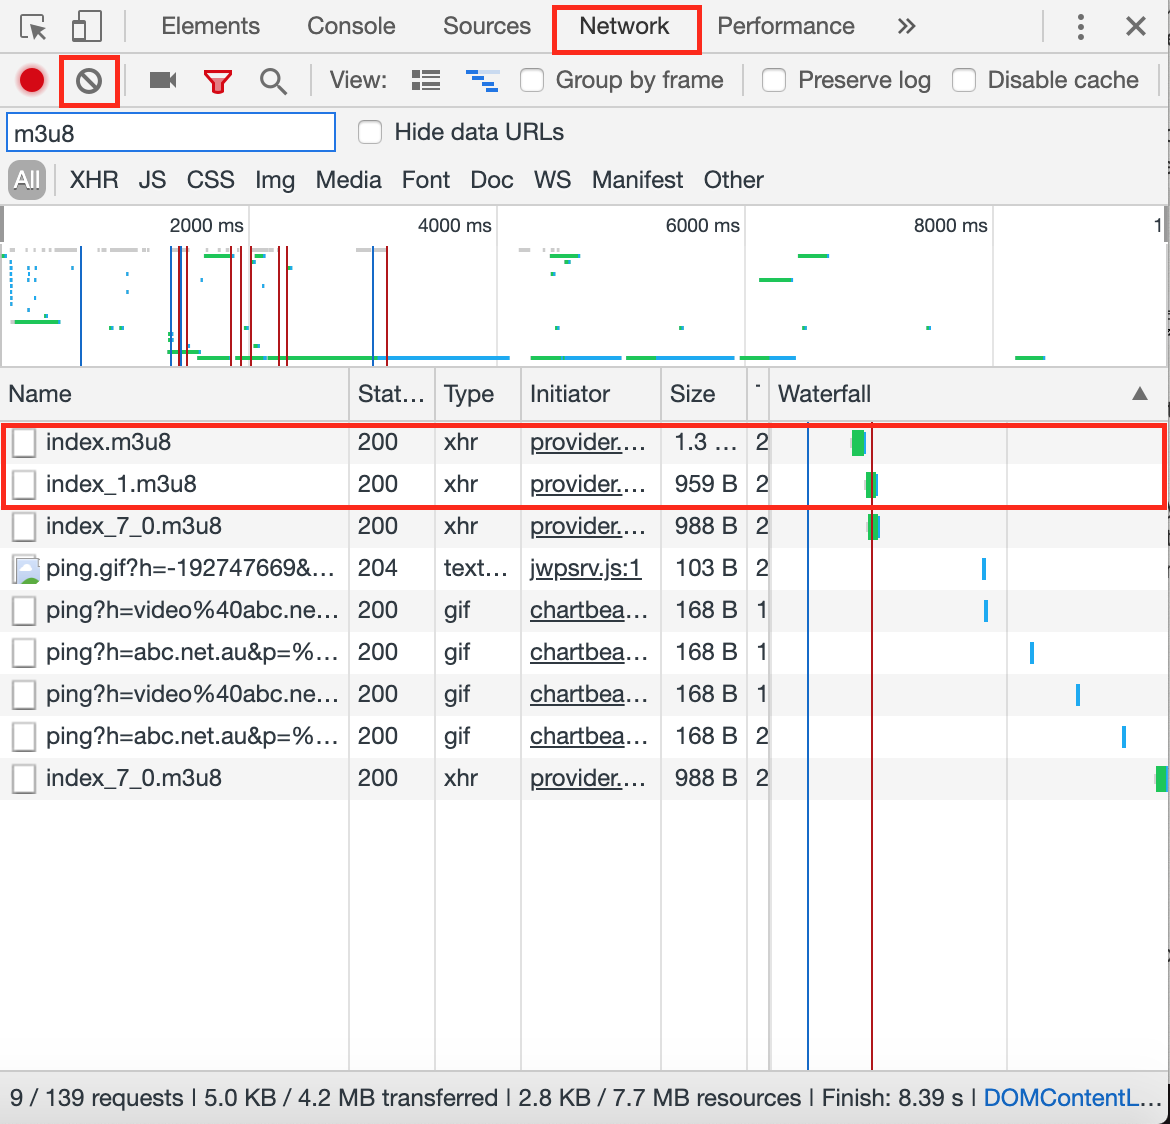 Elements Console Sources Network Performance »
View: Group by frame Preserve log Disable cache
m3u8 Hide data URLs
All XHR JS CSS Img Media Font Doc WS Manifest Other
2000 ms 4000 ms 6000 ms 8000 ms 1
Name Stat... Type Initiator Size Waterfall
index.m3u8 200 xhr provider.... 1.3 ... 2
index_1.m3u8 200 xhr provider.... 959 B 2
index_7_0.m3u8 200 xhr provider.... 988 B 2
ping.gif?h=-192747669&... 204 text... jwpsrv.js:1 103 B 2
ping?h=video%40abc.ne... 200 gif chartbea... 168 B 1
ping?h=abc.net.au&p=%... 200 gif chartbea... 168 B 1
ping?h=video%40abc.ne... 200 gif chartbea... 168 B 1
ping?h=abc.net.au&p=%... 200 gif chartbea... 168 B 2
index_7_0.m3u8 200 xhr provider.... 988 B 2
9 / 139 requests | 5.0 KB / 4.2 MB transferred | 2.8 KB / 7.7 MB resources | Finish: 8.39 s | DOMContentL...